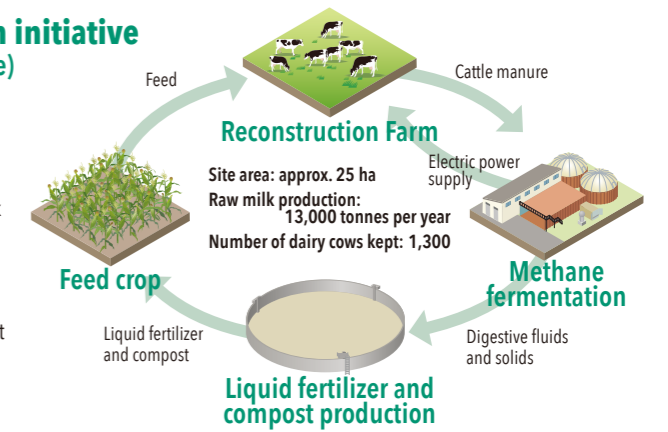 initiative
Feed
Cattle manure
Reconstruction Farm
Electric power
supply
Site area: approx. 25 ha
Raw milk production:
13,000 tonnes per year
Number of dairy cows kept: 1,300
Feed crop
Methane
fermentation
Liquid fertilizer
and compost
Digestive fluids
and solids
Liquid fertilizer and
compost production